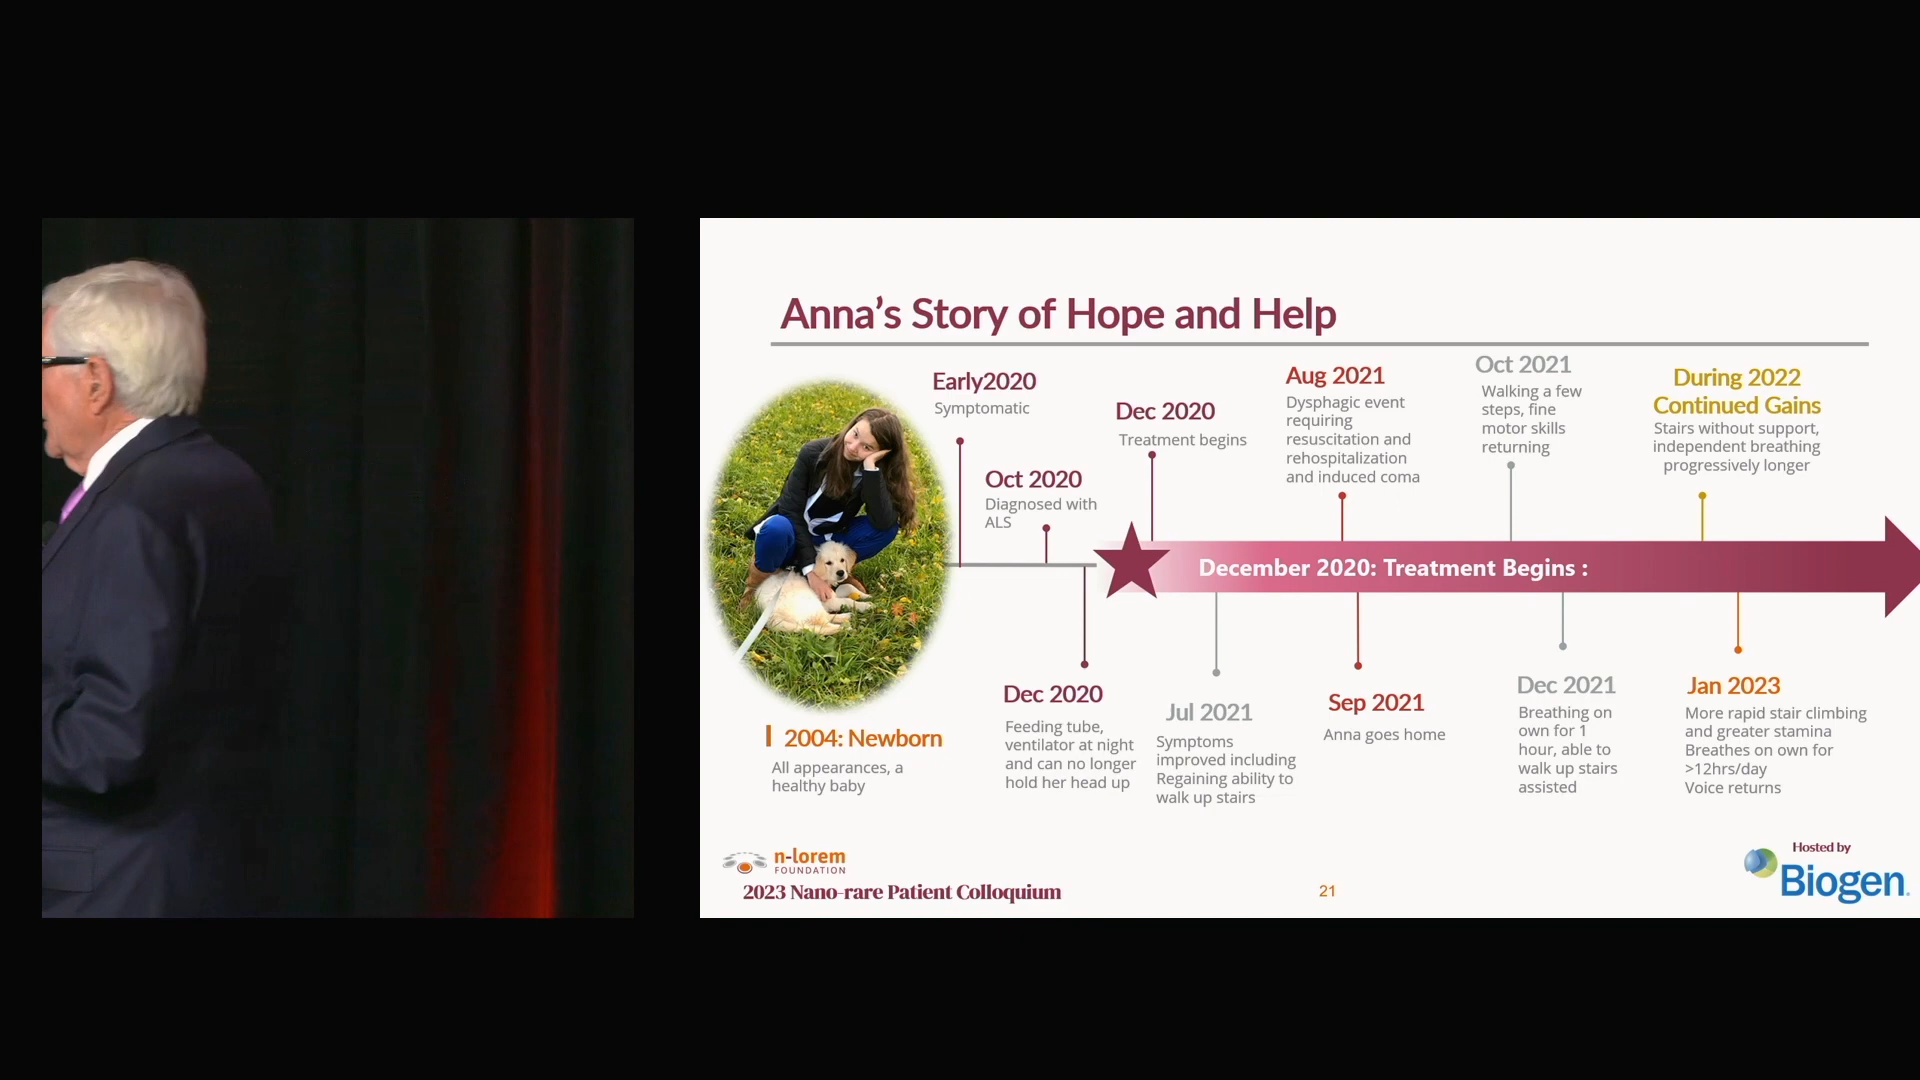 Anna's Story of Hope and Help
Early2020
Symptomatic
Oct 2020
Diagnosed with
ALS
Dec 2020
Treatment begins
Aug 2021
Dysphagic event
requiring
resuscitation and
rehospitalization
and induced coma
Oct 2021
Walking a few
steps, fine
motor skills
returning
During 2022
Continued Gains
Stairs without support,
independent breathing
progressively longer
December 2020: Treatment Begins :
2004: Newborn
All appearances, a
healthy baby
Dec 2020
Feeding tube,
ventilator at night
and can no longer
hold her head up
Jul 2021
Symptoms
improved including
Regaining ability to
walk up stairs
Sep 2021
Anna goes home
Dec 2021
Breathing on
own for 1
hour, able to
walk up stairs
assisted
Jan 2023
More rapid stair climbing
and greater stamina
Breathes on own for
>12hrs/day
Voice returns
n-lorem
FOUNDATION
2023 Nano-rare Patient Colloquium
21
Hosted by
Biogen.